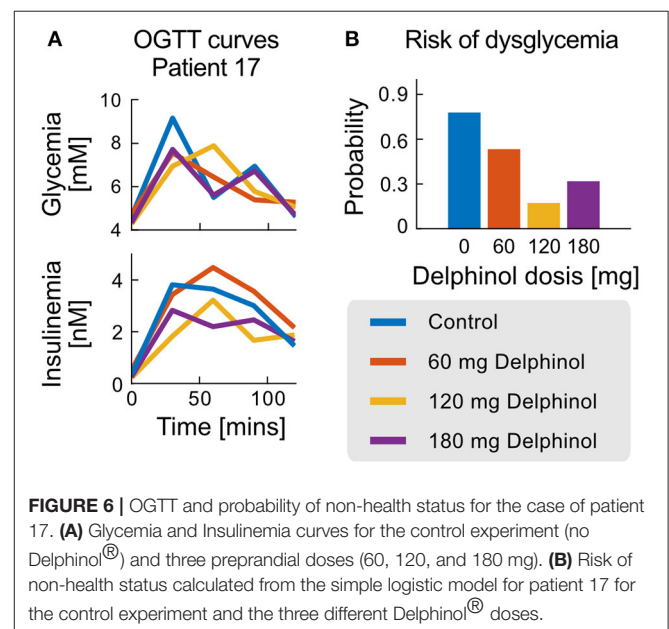 A
OGTT curves
Patient 17
Glycemia
[mM]
10
8
6
4
Insulinemia
[nM]
4
2
0
0 50 100
Time [mins]
B
Risk of dysglycemia
Probability
0.9
0.6
0.3
0
0 60 120 180
Delphinol dosis [mg]
Control
60 mg Delphinol
120 mg Delphinol
180 mg Delphinol
FIGURE 6 | OGTT and probability of non-health status for the case of patient
17. (A) Glycemia and Insulinemia curves for the control experiment (no
Delphinol®) and three preprandial doses (60, 120, and 180 mg). (B) Risk of
non-health status calculated from the simple logistic model for patient 17 for
the control experiment and the three different Delphinol® doses.